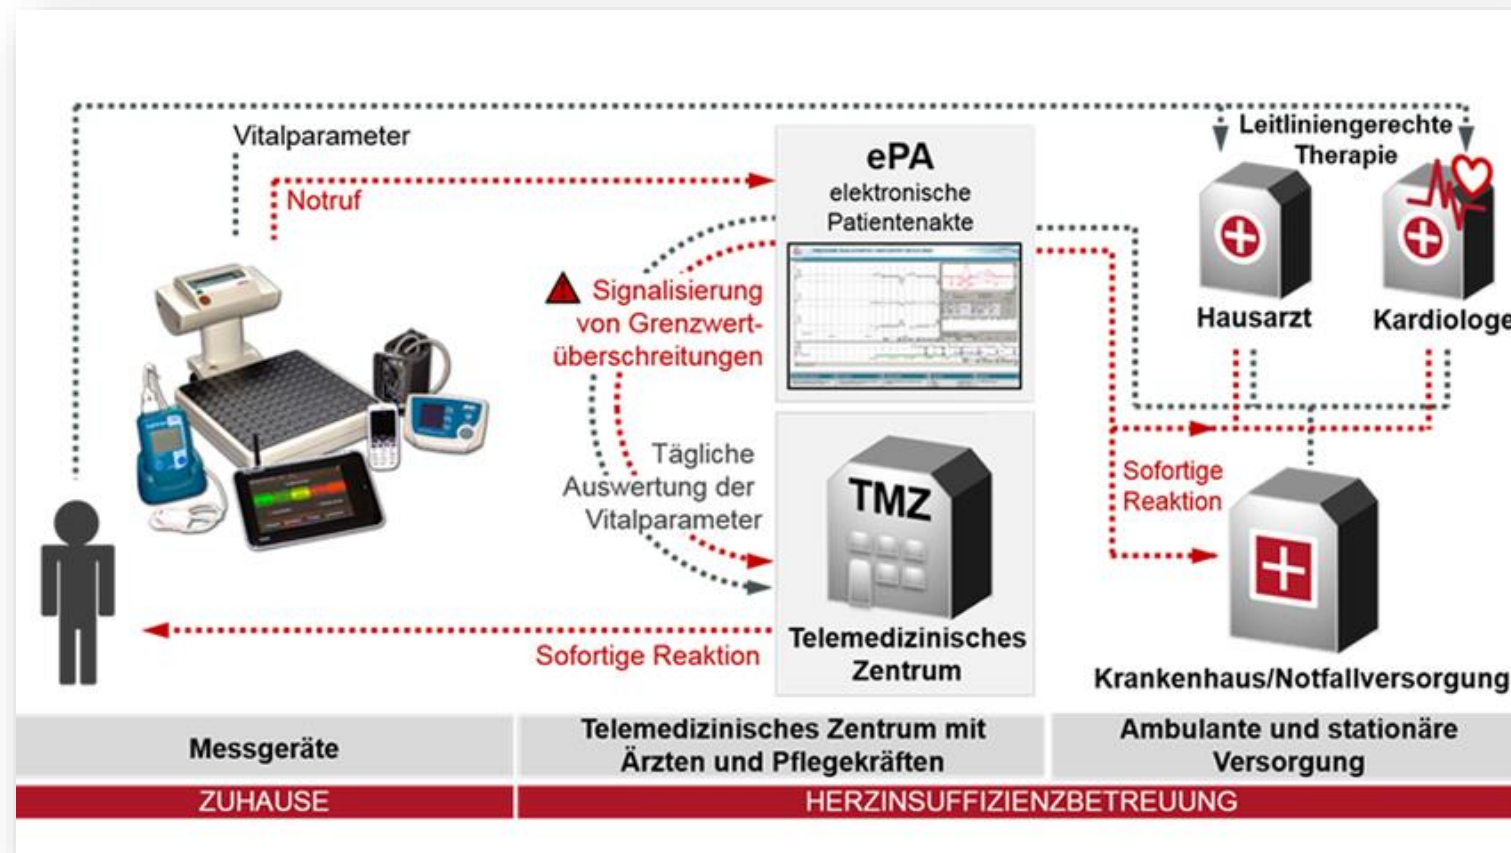 Vitalparameter
Notruf
ePA
elektronische
Patientenakte
Leitliniengerechte
Therapie
Signalisierung
von Grenzwert-
überschreitungen
Hausarzt
Kardiologe
Tägliche
Auswertung der
Vitalparameter
TMZ
Sofortige
Reaktion
Sofortige Reaktion
Telemedizinisches
Zentrum
Krankenhaus/Notfallversorgung
Messgeräte
Telemedizinisches Zentrum mit
Ärzten und Pflegekräften
Ambulante und stationäre
Versorgung
ZUHAUSE
HERZINSUFFIZIENZBETREUUNG